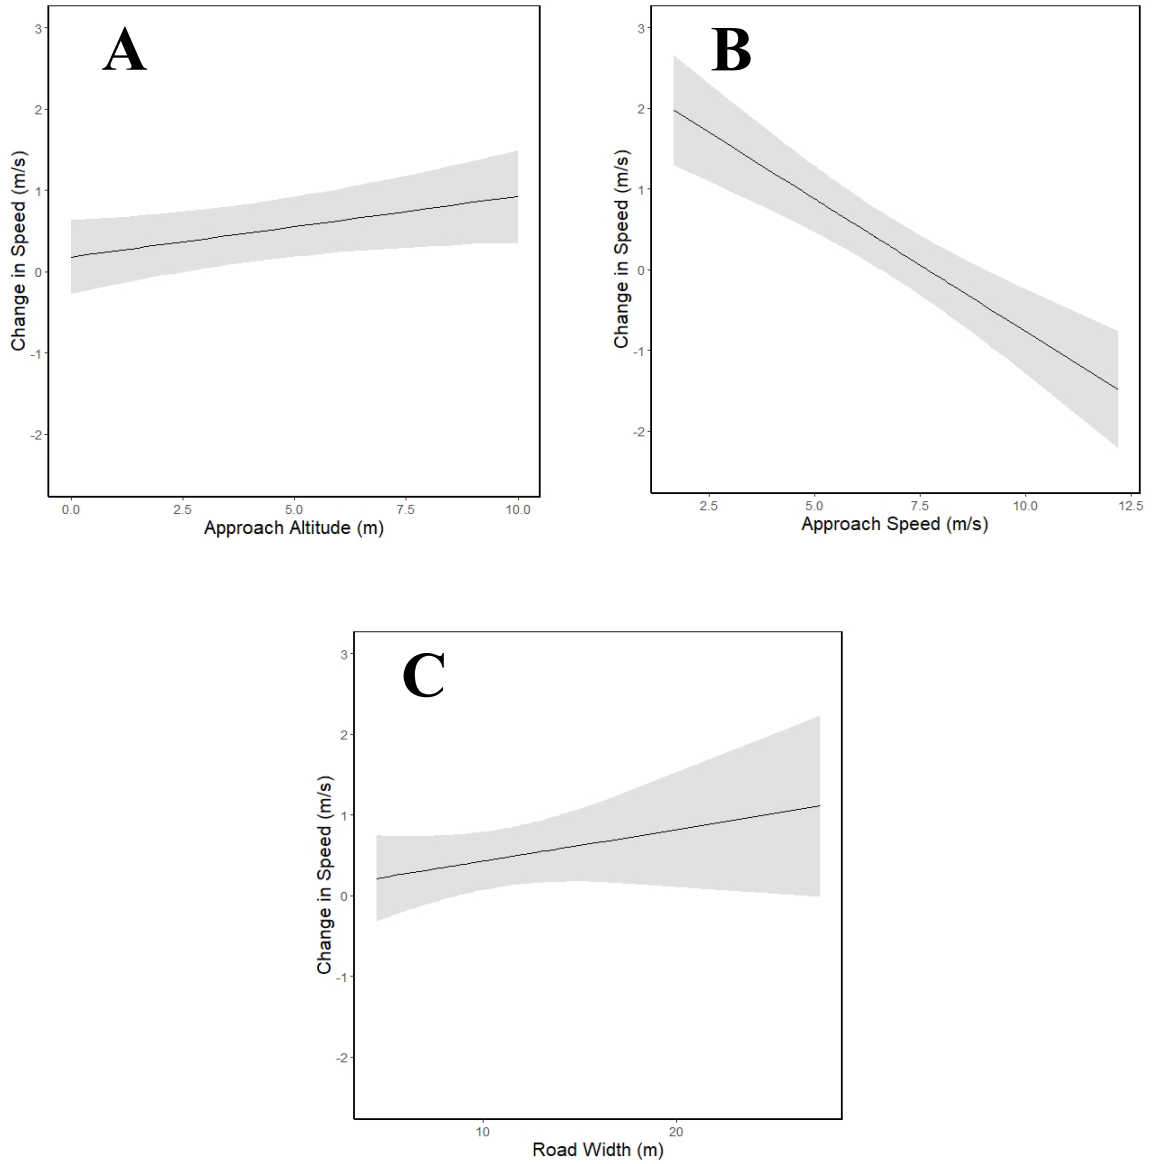 A
3
2
1
0
-1
-2
Change in Speed (m/s)
0.0 2.5 5.0 7.5 10.0
Approach Altitude (m)
B
3
2
1
0
-1
-2
Change in Speed (m/s)
2.5 5.0 7.5 10.0 12.5
Approach Speed (m/s)
C
3
2
1
0
-1
-2
Change in Speed (m/s)
10 20
Road Width (m)